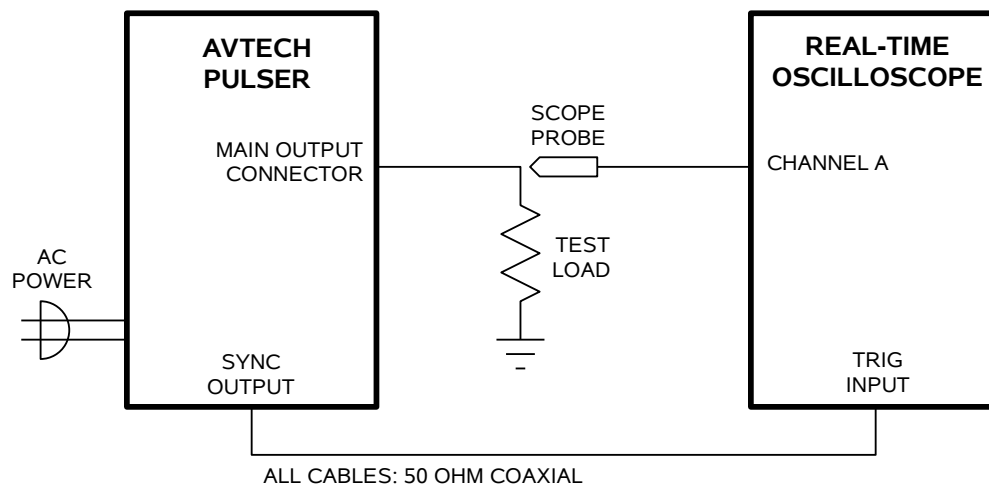 AVTECH
PULSER
MAIN OUTPUT
CONNECTOR
AC
POWER
SYNC
OUTPUT
SCOPE
PROBE
TEST
LOAD
REAL-TIME
OSCILLOSCOPE
CHANNEL A
TRIG
INPUT
ALL CABLES: 50 OHM COAXIAL